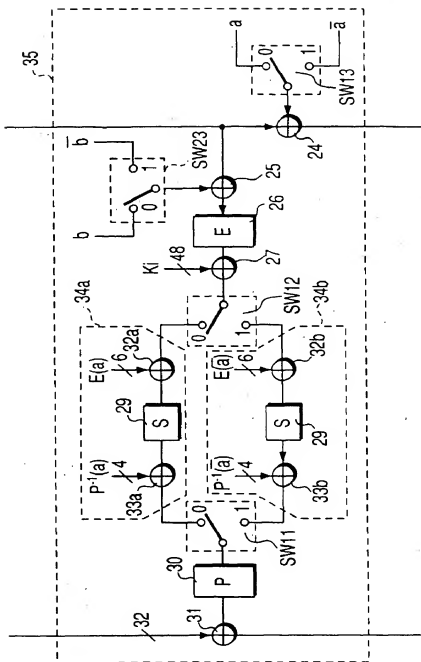 35
34a
P⁻¹(a)
4
33a
29
S
E(a)
6
32a
Ki
48
b
b̅
0
1
SW23
a
a̅
0
1
SW13
32
31
30
P
0
1
SW11
0
1
SW12
27
E
26
25
24
P⁻¹(a̅)
4
33b
S
29
E(a)
6
32b
34b